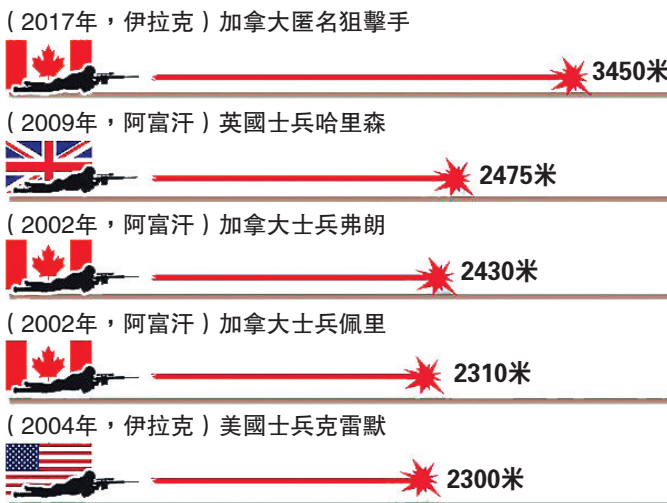 （2017年，伊拉克）加拿大匿名狙擊手
3450米
（2009年，阿富汗）英國士兵哈里森
2475米
（2002年，阿富汗）加拿大士兵弗朗
2430米
（2002年，阿富汗）加拿大士兵佩里
2310米
（2004年，伊拉克）美國士兵克雷默
2300米